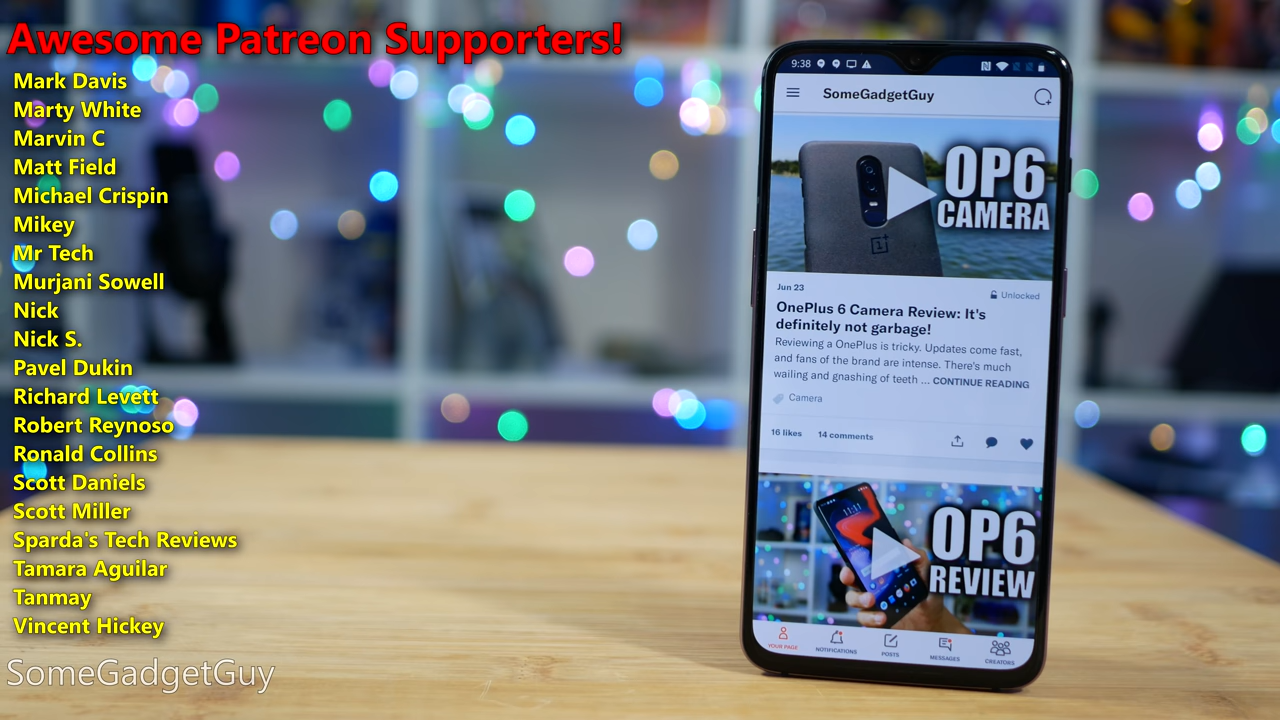 Awesome Patreon Supporters!
Mark Davis
Marty White
Marvin C
Matt Field
Michael Crispin
Mikey
Mr Tech
Murjani Sowell
Nick
Nick S.
Pavel Dukin
Richard Levett
Robert Reynoso
Ronald Collins
Scott Daniels
Scott Miller
Sparda's Tech Reviews
Tamara Aguilar
Tanmay
Vincent Hickey
SomeGadgetGuy
9:38
SomeGadgetGuy
OP6
CAMERA
Jun 23
Unlocked
OnePlus 6 Camera Review: It's
definitely not garbage!
Reviewing a OnePlus is tricky. Updates come fast,
and fans of the brand are intense. There's much
wailing and gnashing of teeth ... CONTINUE READING
Camera
16 likes 14 comments
11:11
OP6
REVIEW
YOUR PAGE NOTIFICATIONS POSTS MESSAGES CREATORS